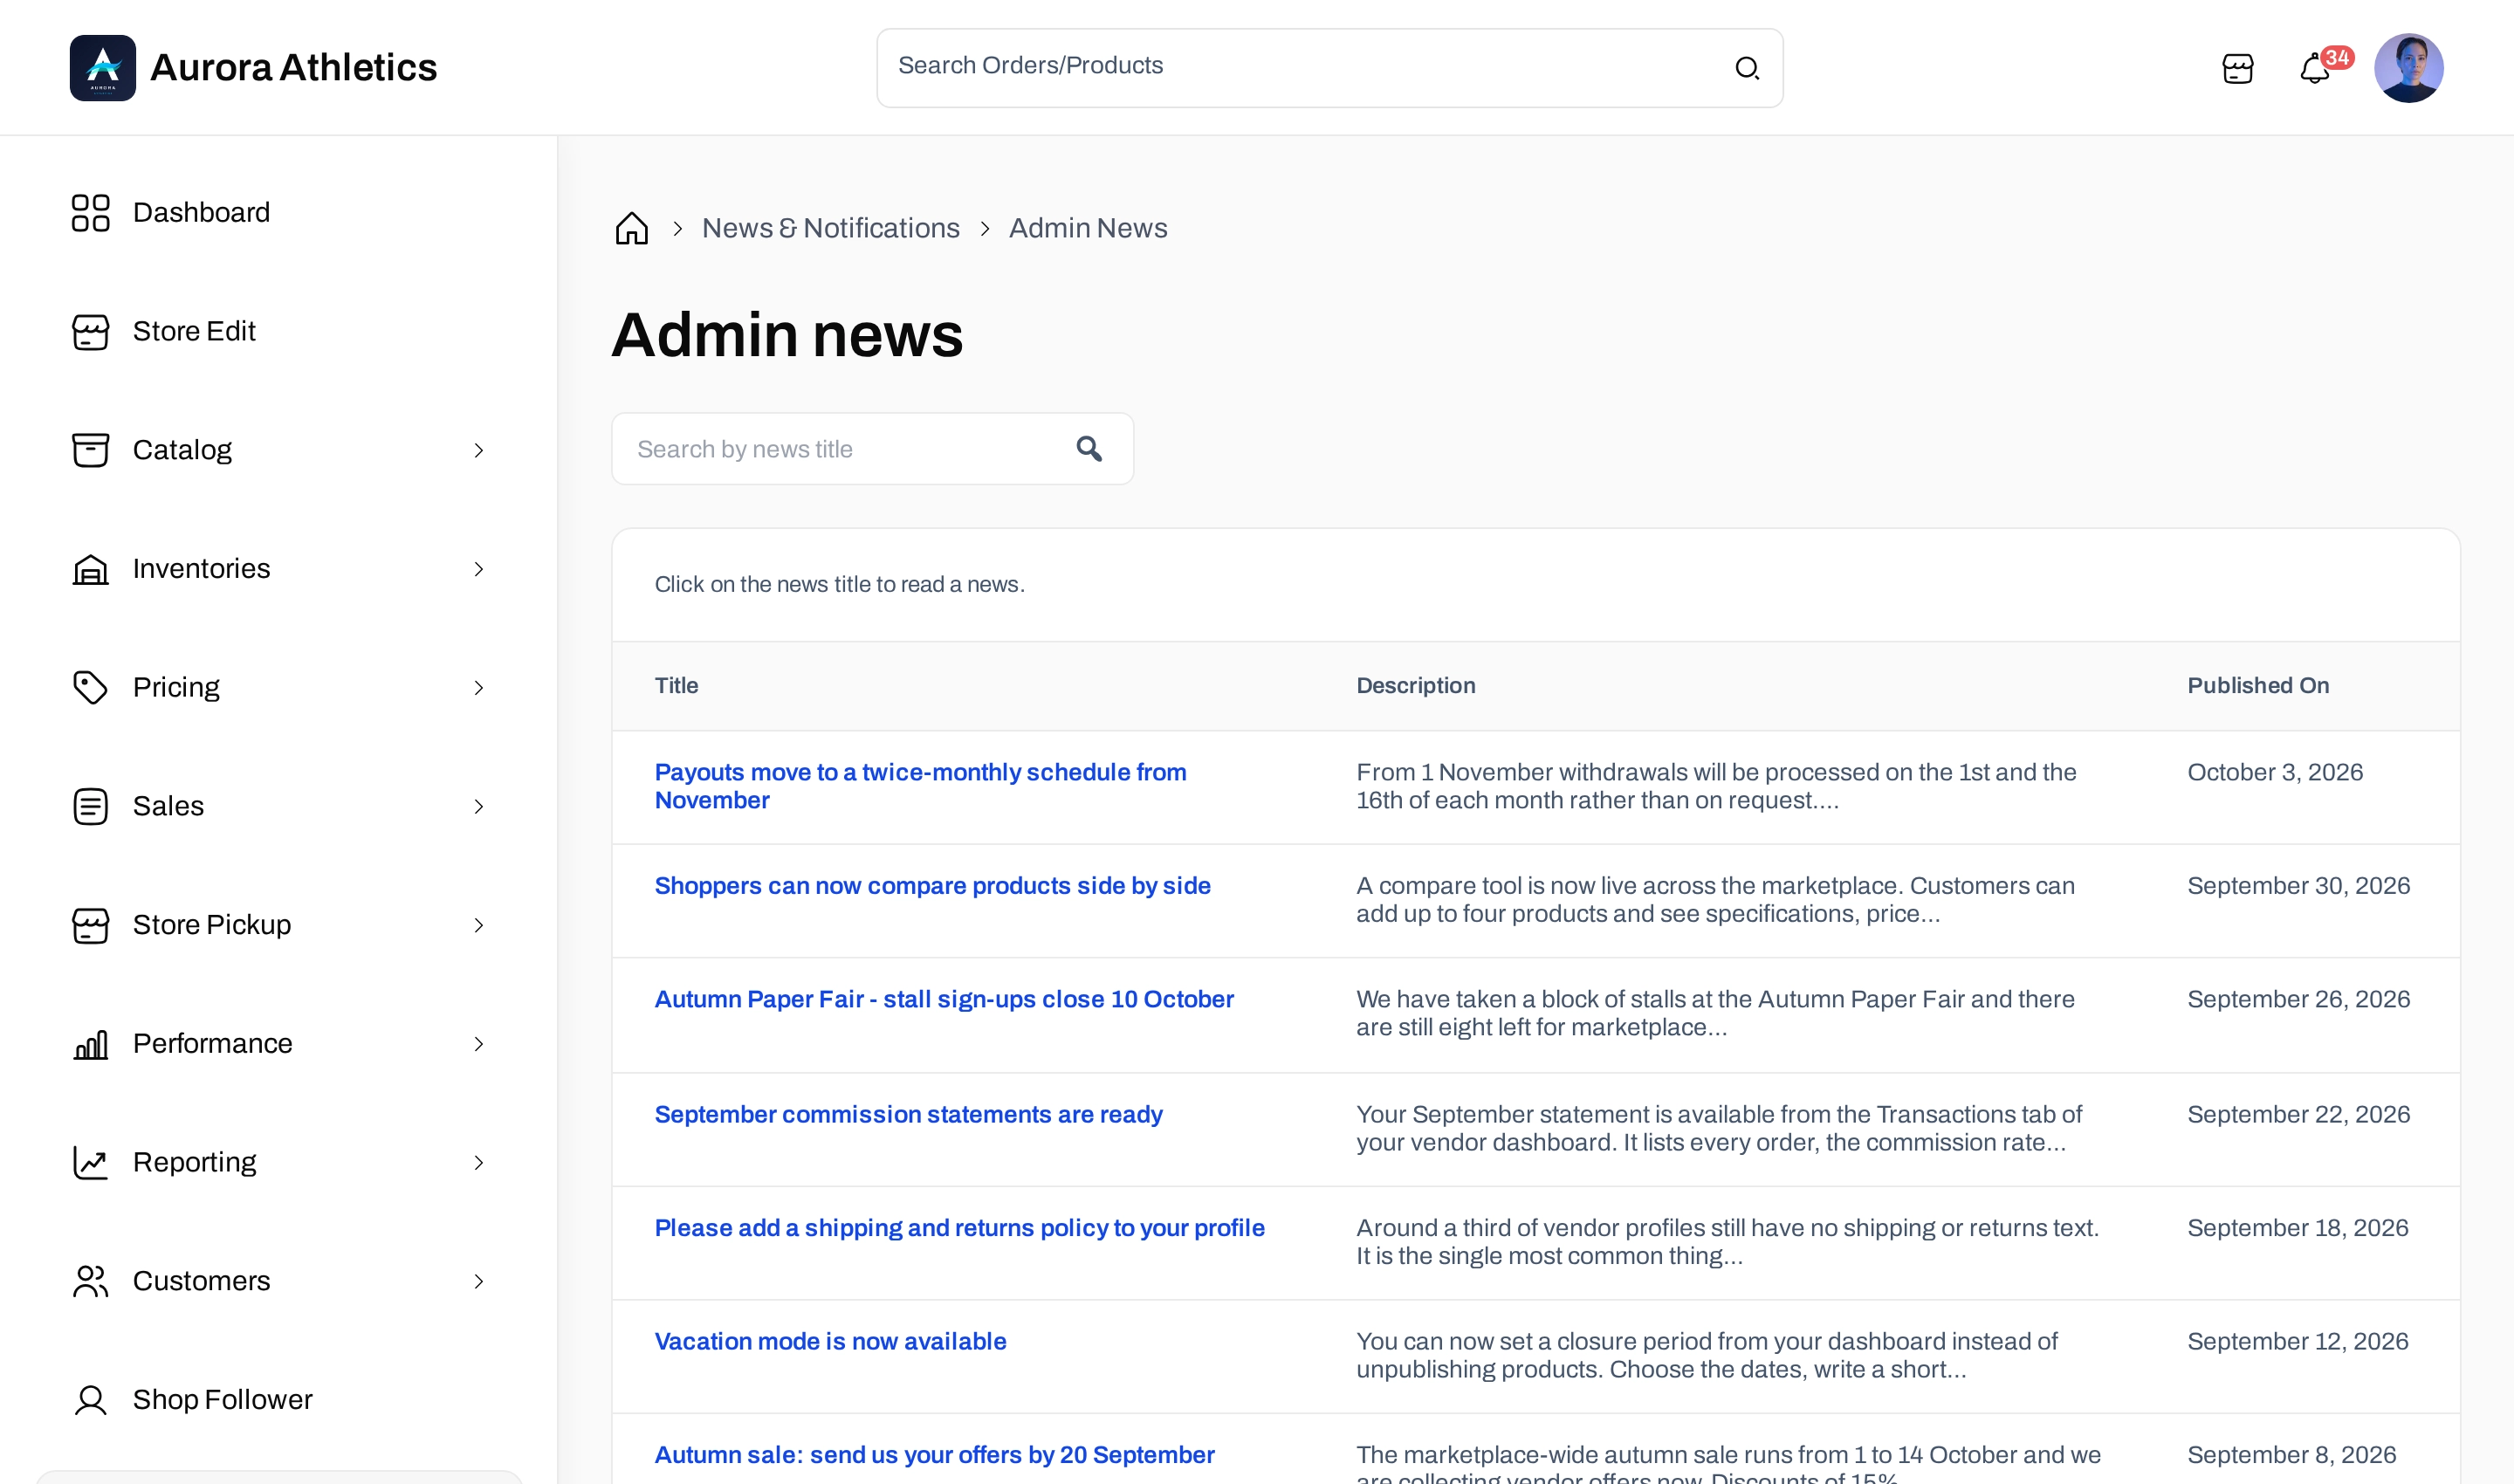 AURORA
Aurora Athletics
Search Orders/Products
34
Dashboard
Store Edit
Catalog
Inventories
Pricing
Sales
Store Pickup
Performance
Reporting
Customers
Shop Follower
News & Notifications
Admin News
Admin news
Search by news title
Click on the news title to read a news.
Title
Description
Published On
Payouts move to a twice-monthly schedule from
November
From 1 November withdrawals will be processed on the 1st and the
16th of each month rather than on request....
October 3, 2026
Shoppers can now compare products side by side
A compare tool is now live across the marketplace. Customers can
add up to four products and see specifications, price...
September 30, 2026
Autumn Paper Fair - stall sign-ups close 10 October
We have taken a block of stalls at the Autumn Paper Fair and there
are still eight left for marketplace...
September 26, 2026
September commission statements are ready
Your September statement is available from the Transactions tab of
your vendor dashboard. It lists every order, the commission rate...
September 22, 2026
Please add a shipping and returns policy to your profile
Around a third of vendor profiles still have no shipping or returns text.
It is the single most common thing...
September 18, 2026
Vacation mode is now available
You can now set a closure period from your dashboard instead of
unpublishing products. Choose the dates, write a short...
September 12, 2026
Autumn sale: send us your offers by 20 September
The marketplace-wide autumn sale runs from 1 to 14 October and we
are collecting vendor offers now. Discounts of 15%
September 8, 2026